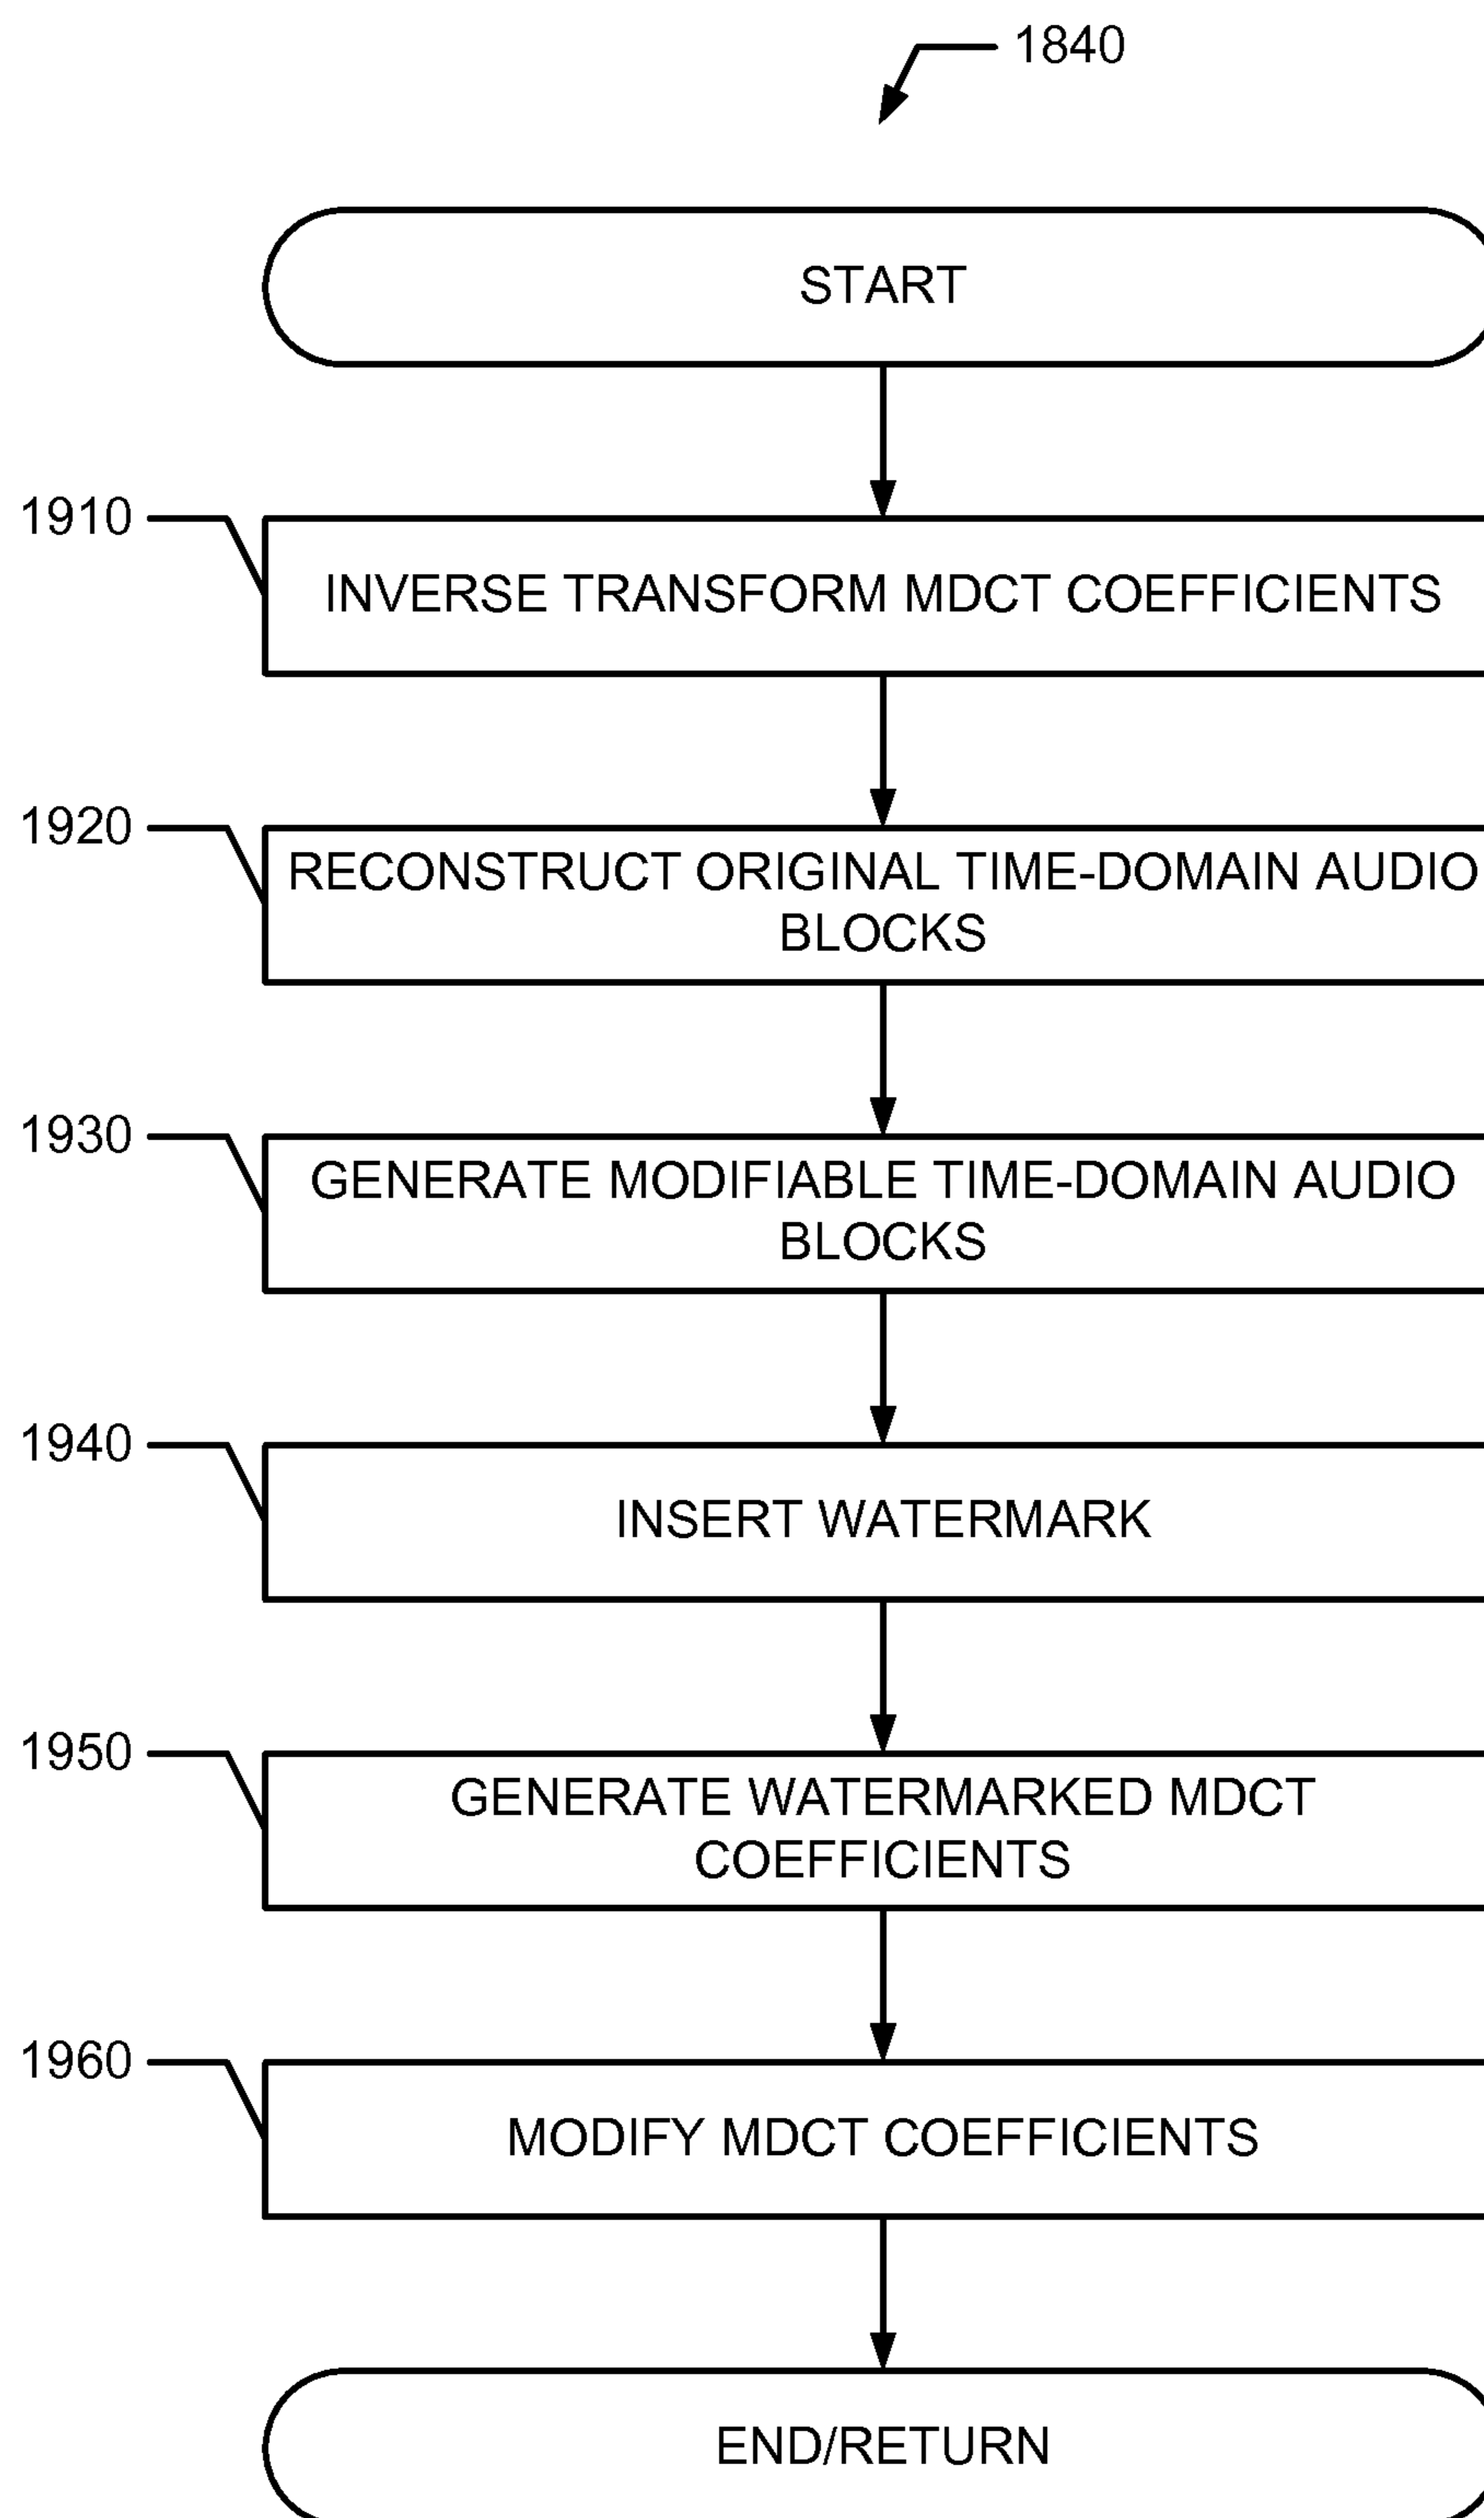 1840
START
1910
INVERSE TRANSFORM MDCT COEFFICIENTS
1920
RECONSTRUCT ORIGINAL TIME-DOMAIN AUDIO
BLOCKS
1930
GENERATE MODIFIABLE TIME-DOMAIN AUDIO
BLOCKS
1940
INSERT WATERMARK
1950
GENERATE WATERMARKED MDCT
COEFFICIENTS
1960
MODIFY MDCT COEFFICIENTS
END/RETURN